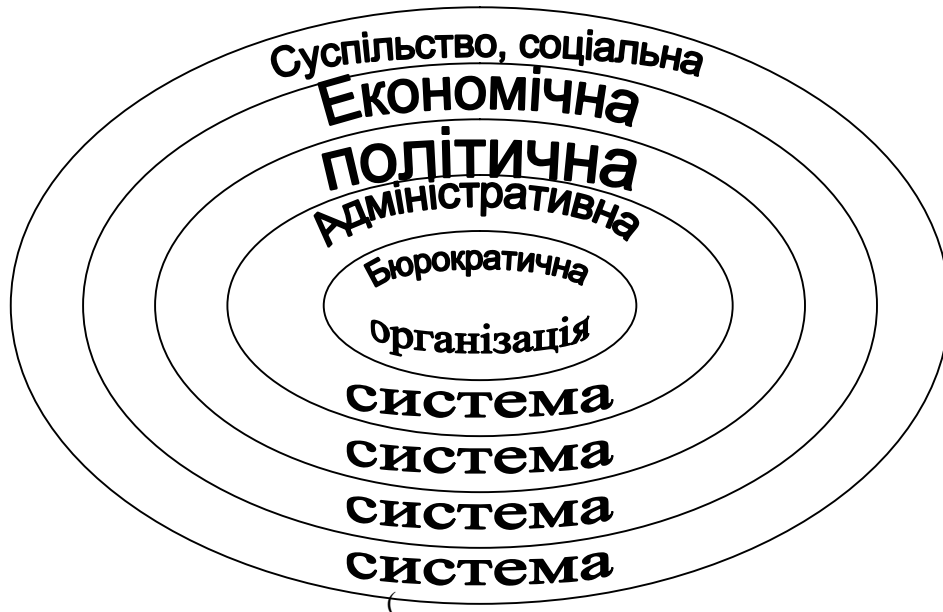 Суспільство, соціальна
Економічна
політична
Адміністративна
Бюрократична
організація
система
система
система
система
(